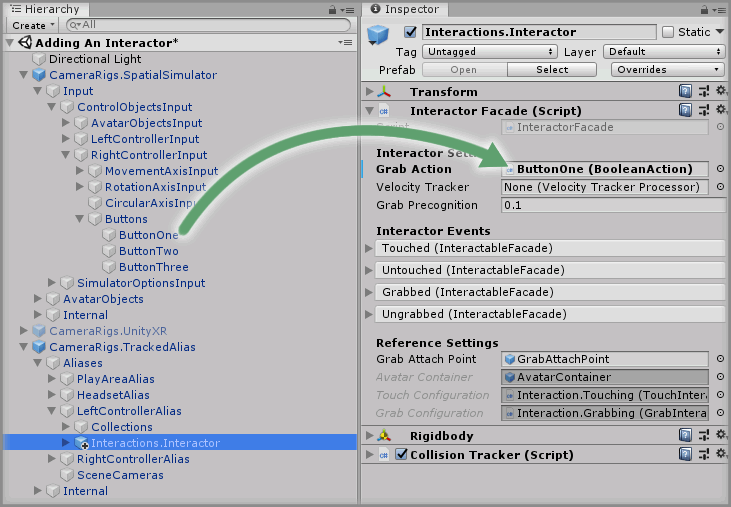 Hierarchy
Create
All
Adding An Interactor*
Directional Light
CameraRigs.SpatialSimulator
Input
ControlObjectsInput
AvatarObjectsInput
LeftControllerInput
RightControllerInput
MovementAxisInput
RotationAxisInput
CircularAxisInput
Buttons
ButtonOne
ButtonTwo
ButtonThree
SimulatorOptionsInput
AvatarObjects
Internal
CameraRigs.UnityXR
CameraRigs.TrackedAlias
Aliases
PlayAreaAlias
HeadsetAlias
LeftControllerAlias
Collections
Interactions.Interactor
RightControllerAlias
SceneCameras
Internal
Inspector
Interactions.Interactor Static
Tag Untagged Layer Default
Prefab Open Select Overrides
Transform
Interactor Facade (Script)
Script InteractorFacade
Interactor
Grab Action ButtonOne (BooleanAction)
Velocity Tracker None (Velocity Tracker Processor)
Grab Precognition 0.1
Interactor Events
Touched (InteractableFacade)
Untouched (InteractableFacade)
Grabbed (InteractableFacade)
Ungrabbed (InteractableFacade)
Reference Settings
Grab Attach Point GrabAttachPoint
Avatar Container AvatarContainer
Touch Configuration Interaction.Touching (TouchInter
Grab Configuration Interaction.Grabbing (GrabIntera
Rigidbody
Collision Tracker (Script)